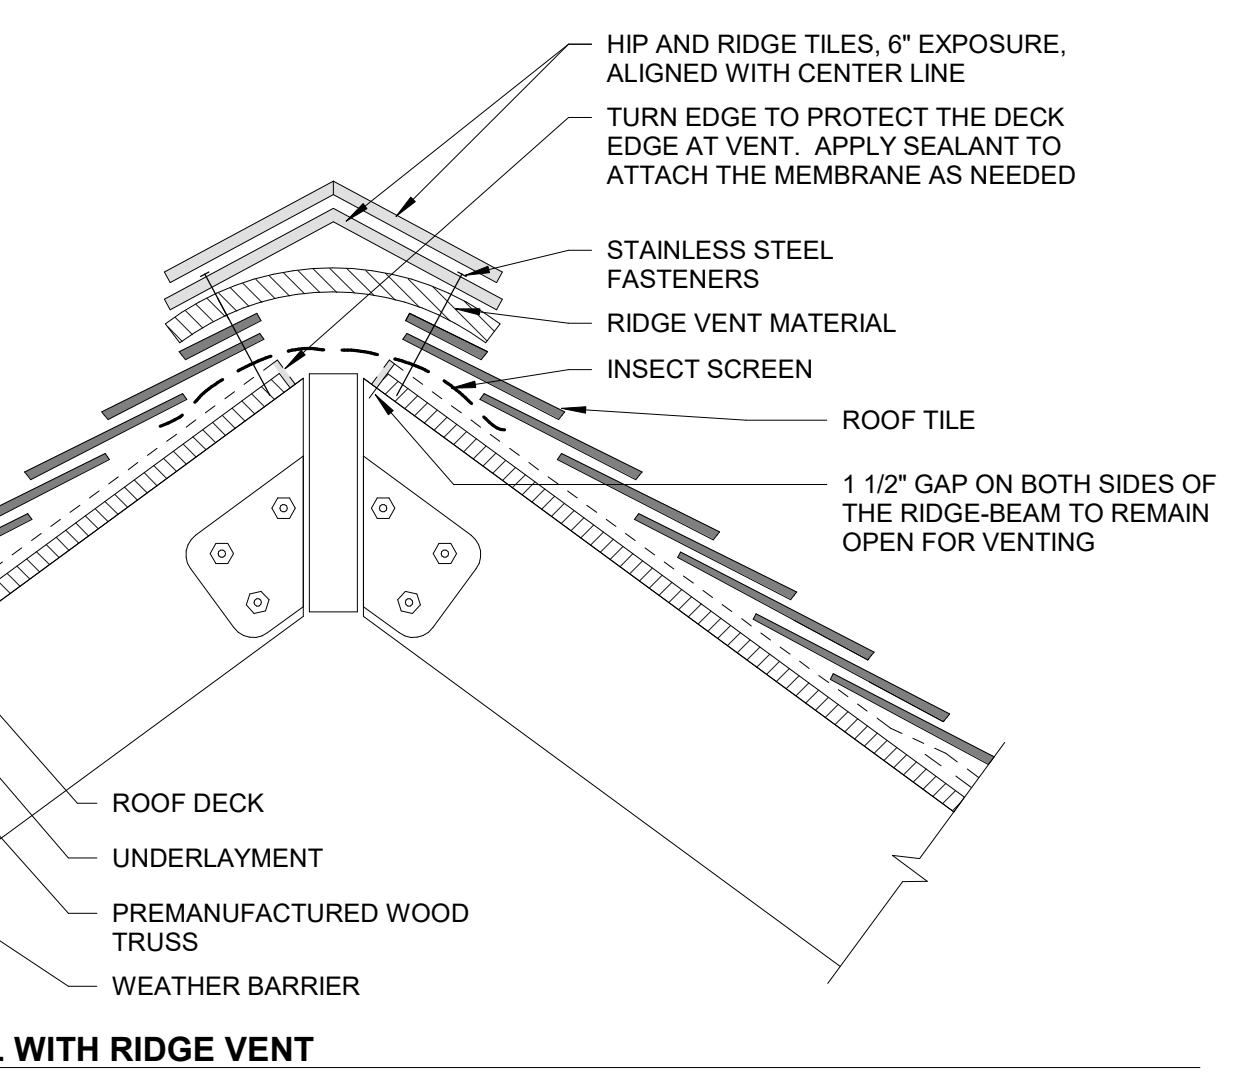 HIP AND RIDGE TILES, 6" EXPOSURE,
ALIGNED WITH CENTER LINE
TURN EDGE TO PROTECT THE DECK
EDGE AT VENT. APPLY SEALANT TO
ATTACH THE MEMBRANE AS NEEDED
STAINLESS STEEL
FASTENERS
RIDGE VENT MATERIAL
INSECT SCREEN
ROOF TILE
1 1/2" GAP ON BOTH SIDES OF
THE RIDGE-BEAM TO REMAIN
OPEN FOR VENTING
ROOF DECK
UNDERLAYMENT
PREMANUFACTURED WOOD
TRUSS
WEATHER BARRIER
WITH RIDGE VENT